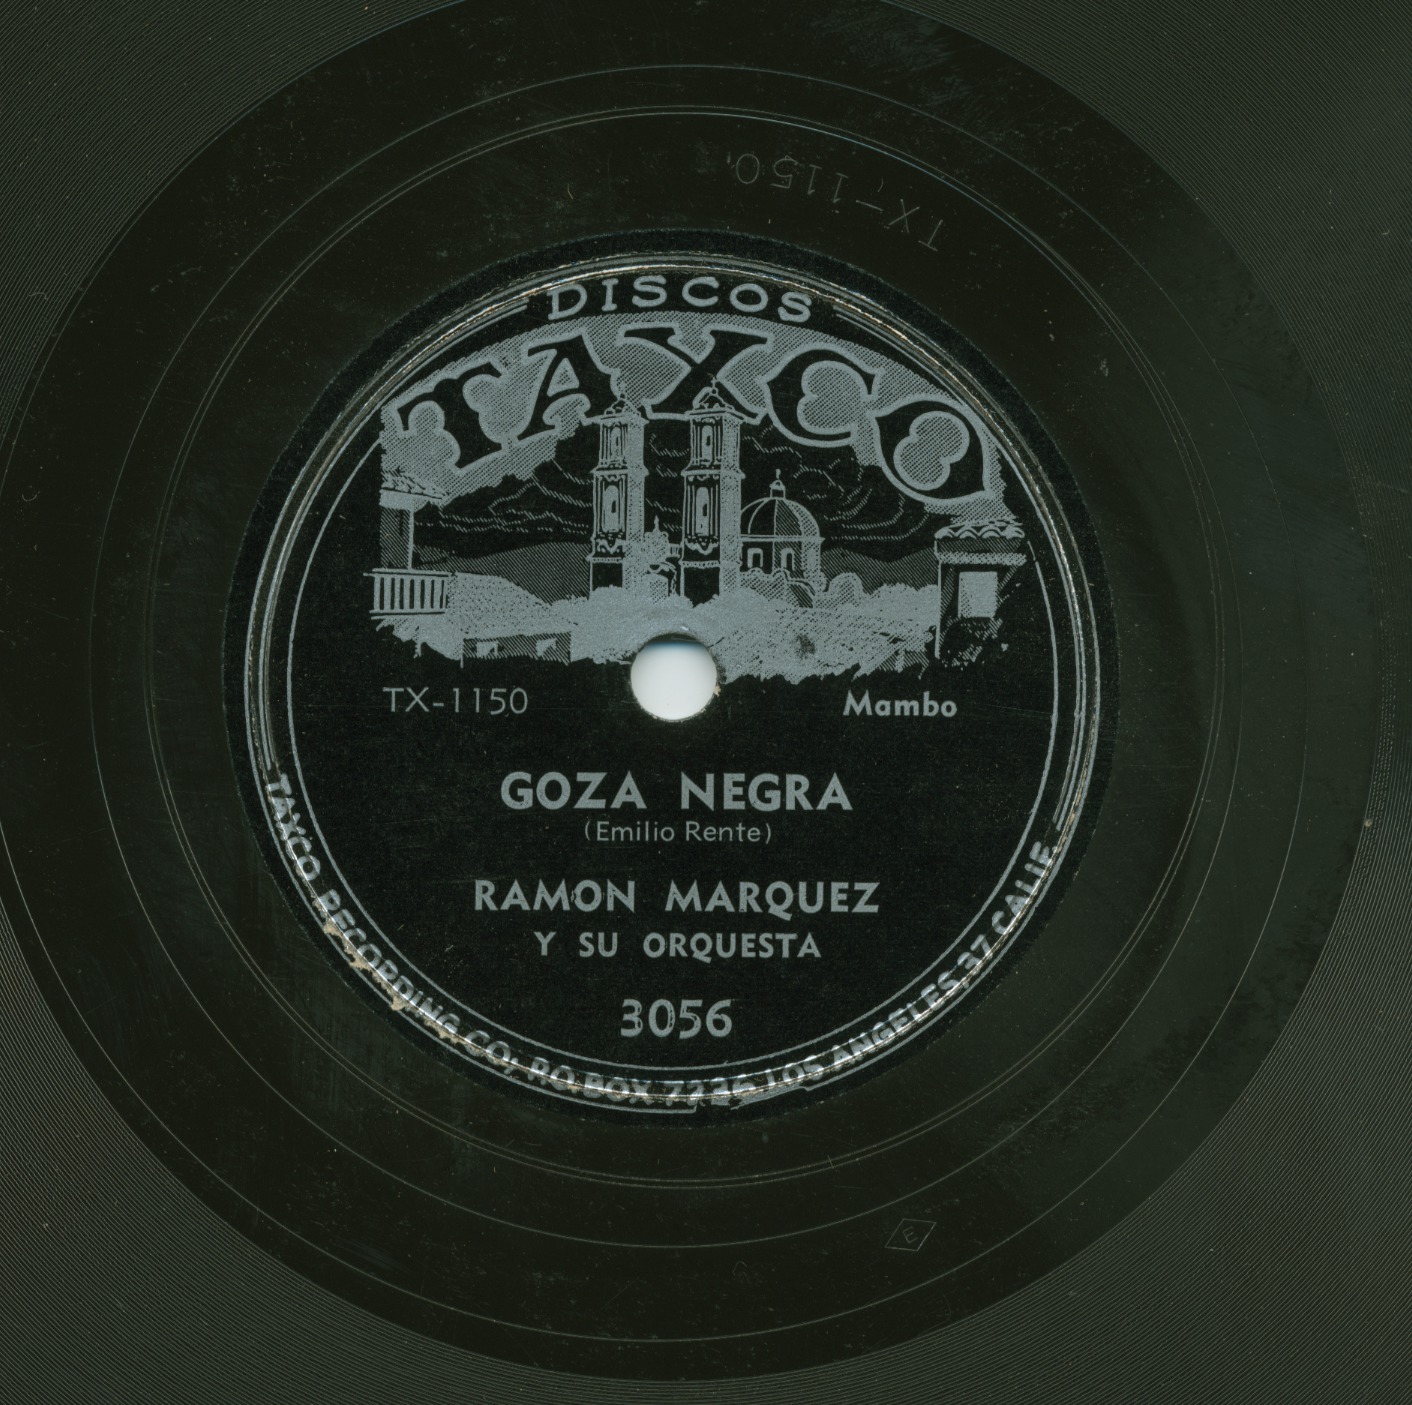 TX-1150
DISCOS
TAXCO
TX-1150
Mambo
GOZA NEGRA
(Emilio Rente)
RAMON MARQUEZ
Y SU ORQUESTA
3056
TAXCO RECORDING CO., P.O. BOX 7236 LOS ANGELES, 37 CALIF.
E